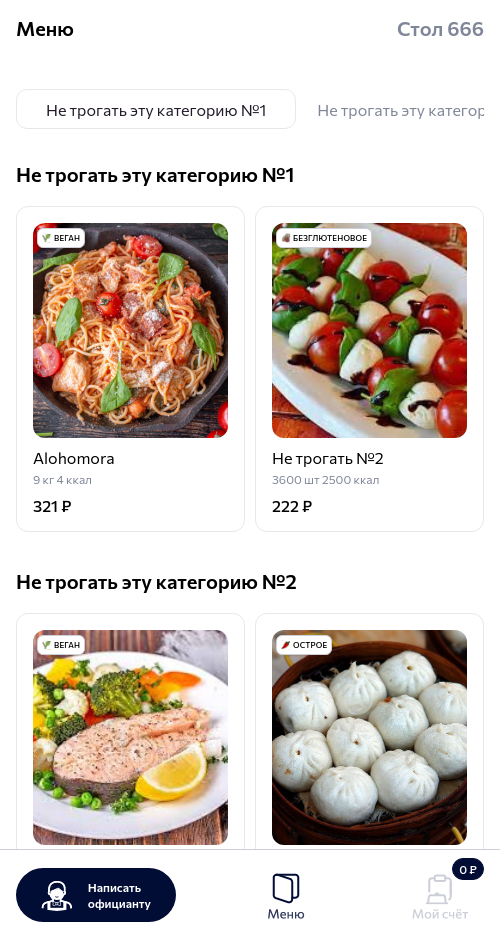 Меню
Стол 666
Не трогать эту категорию №1
Не трогать эту категор
Не трогать эту категорию №1
ВЕГАН
БЕЗГЛЮТЕНОВОЕ
Alohomora
9 кг 4 ккал
321 ₽
Не трогать №2
3600 шт 2500 ккал
222 ₽
Не трогать эту категорию №2
ВЕГАН
ОСТРОЕ
Написать
официанту
Меню
0 ₽
Мой счёт